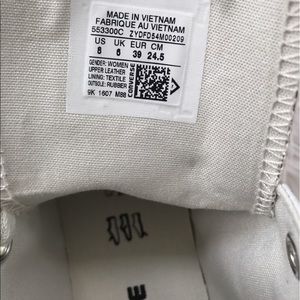 MADE IN VIETNAM
FABRIQUE AU VIETNAM
553300C ZYDFD54M00209
US UK EUR CM
8 6 39 24.5
GENDER: WOMEN
UPPER: LEATHER
LINING: TEXTILE
OUTSOLE: RUBBER
9K 1607 M88
CONVERSE
E